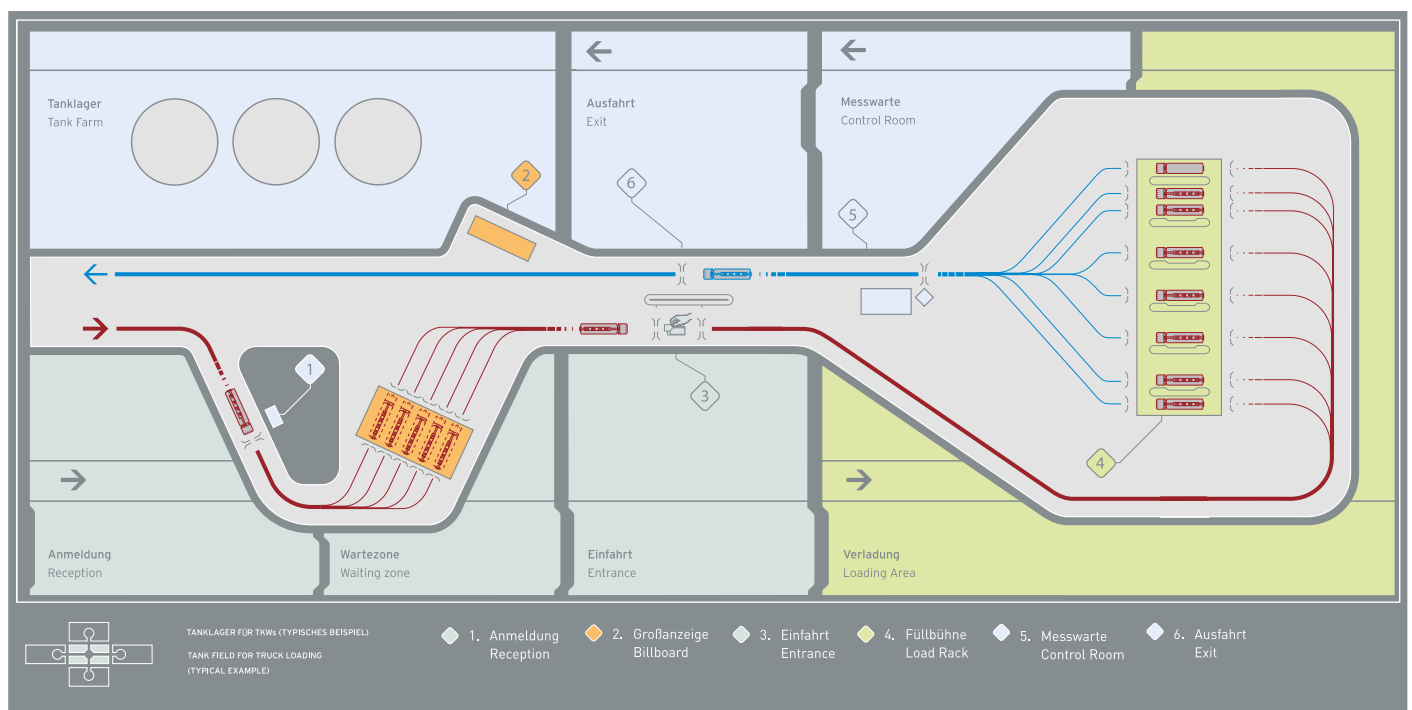 Tanklager
Tank Farm
Ausfahrt
Exit
Messwarte
Control Room
2
6
5
1
3
4
Anmeldung
Reception
Wartezone
Waiting zone
Einfahrt
Entrance
Verladung
Loading Area
TANKLAGER FÜR TKWs (TYPISCHES BEISPIEL)
TANK FIELD FOR TRUCK LOADING
(TYPICAL EXAMPLE)
1. Anmeldung
Reception
2. Großanzeige
Billboard
3. Einfahrt
Entrance
4. Füllbühne
Load Rack
5. Messwarte
Control Room
6. Ausfahrt
Exit